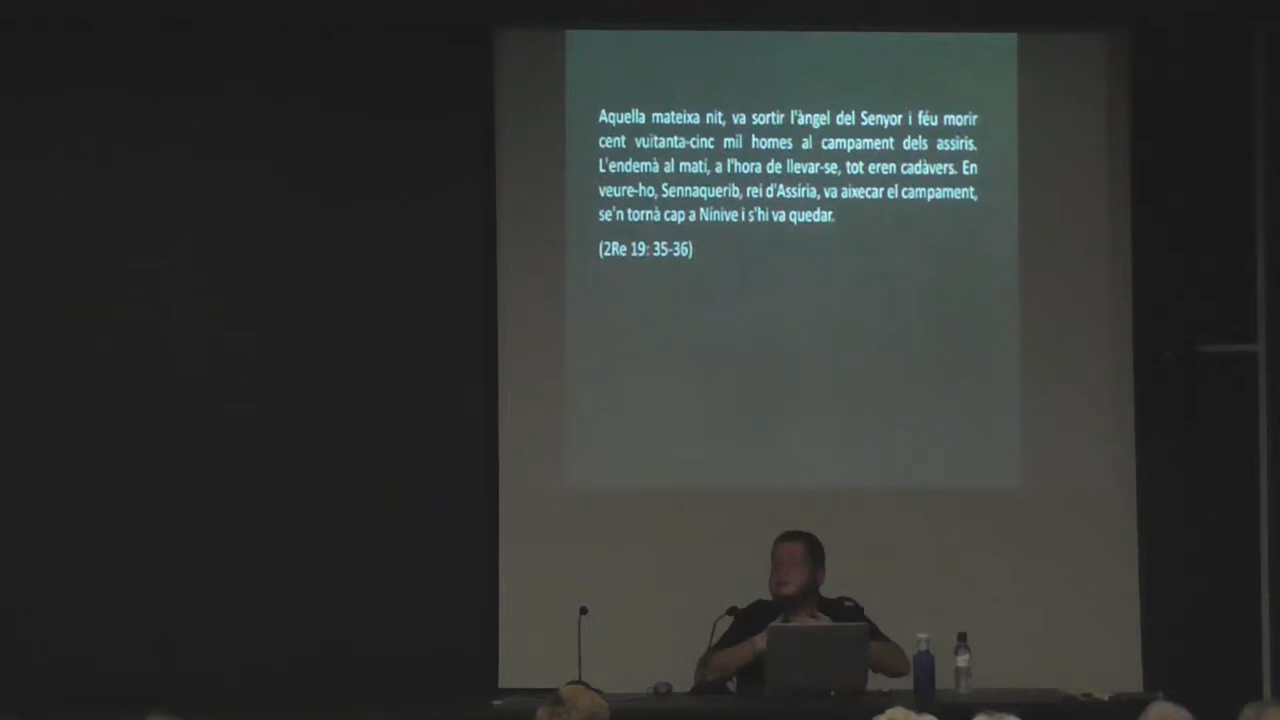 Aquella mateixa nit, va sortir l'àngel del Senyor i féu morir
cent vuitanta-cinc mil homes al campament dels assiris.
L'endemà al matí, a l'hora de llevar-se, tot eren cadàvers. En
veure-ho, Sennaquerib, rei d'Assíria, va aixecar el campament,
se'n tornà cap a Nínive i s'hi va quedar.
(2Re 19: 35-36)